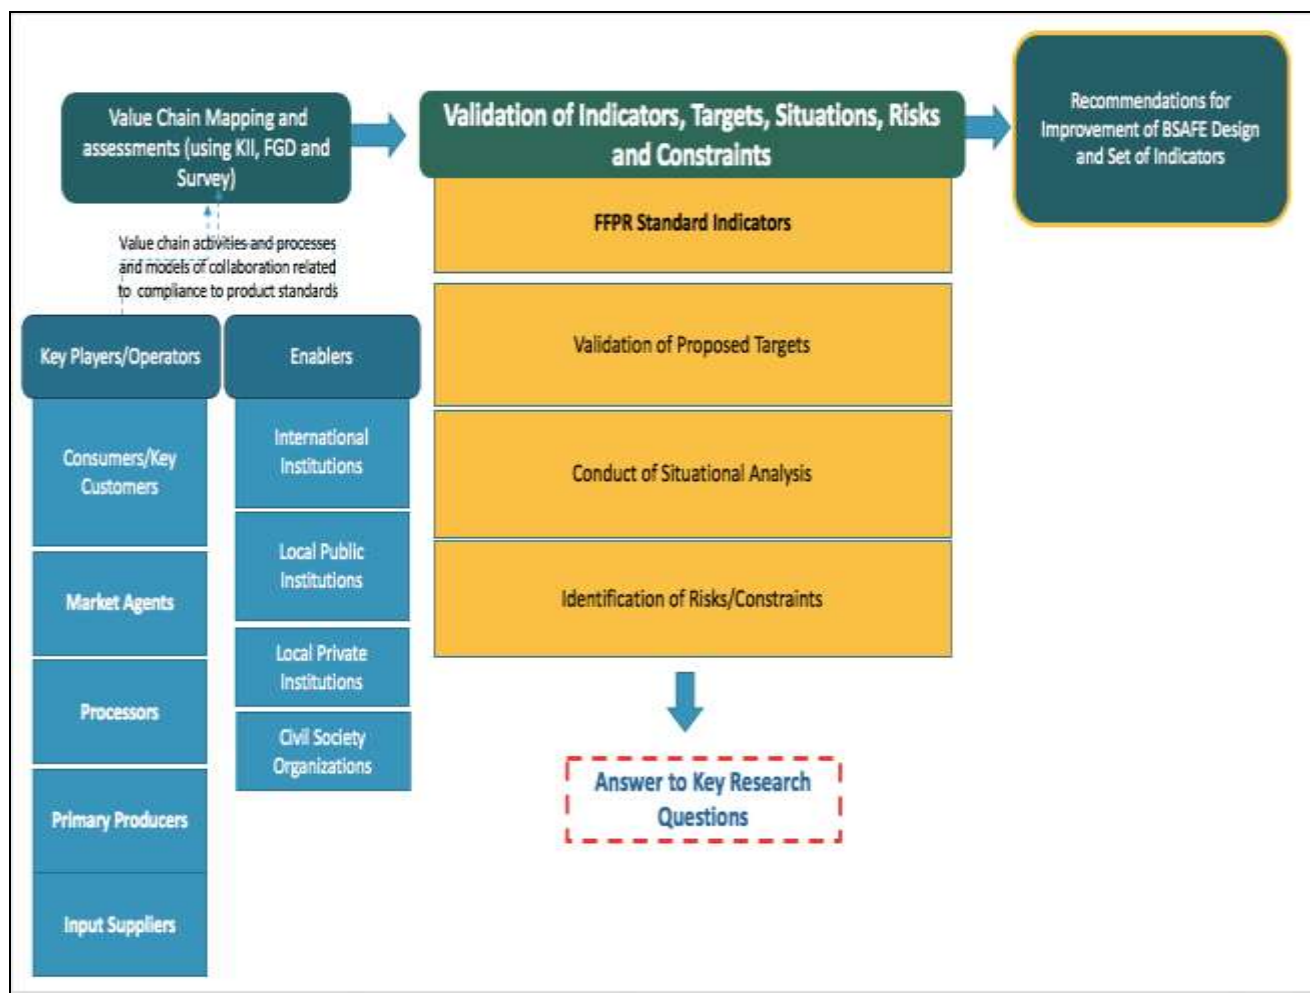 Value Chain Mapping and
assessments (using KII, FGD and
Survey)
Validation of Indicators, Targets, Situations, Risks
and Constraints
Recommendations for
Improvement of BSAFE Design
and Set of Indicators
FFPR Standard Indicators
Value chain activities and processes
and models of collaboration related
to compliance to product standards
Key Players/Operators
Enablers
Validation of Proposed Targets
Consumers/Key
Customers
International
Institutions
Conduct of Situational Analysis
Market Agents
Local Public
Institutions
Identification of Risks/Constraints
Processors
Local Private
Institutions
Civil Society
Organizations
Primary Producers
Input Suppliers
Answer to Key Research
Questions